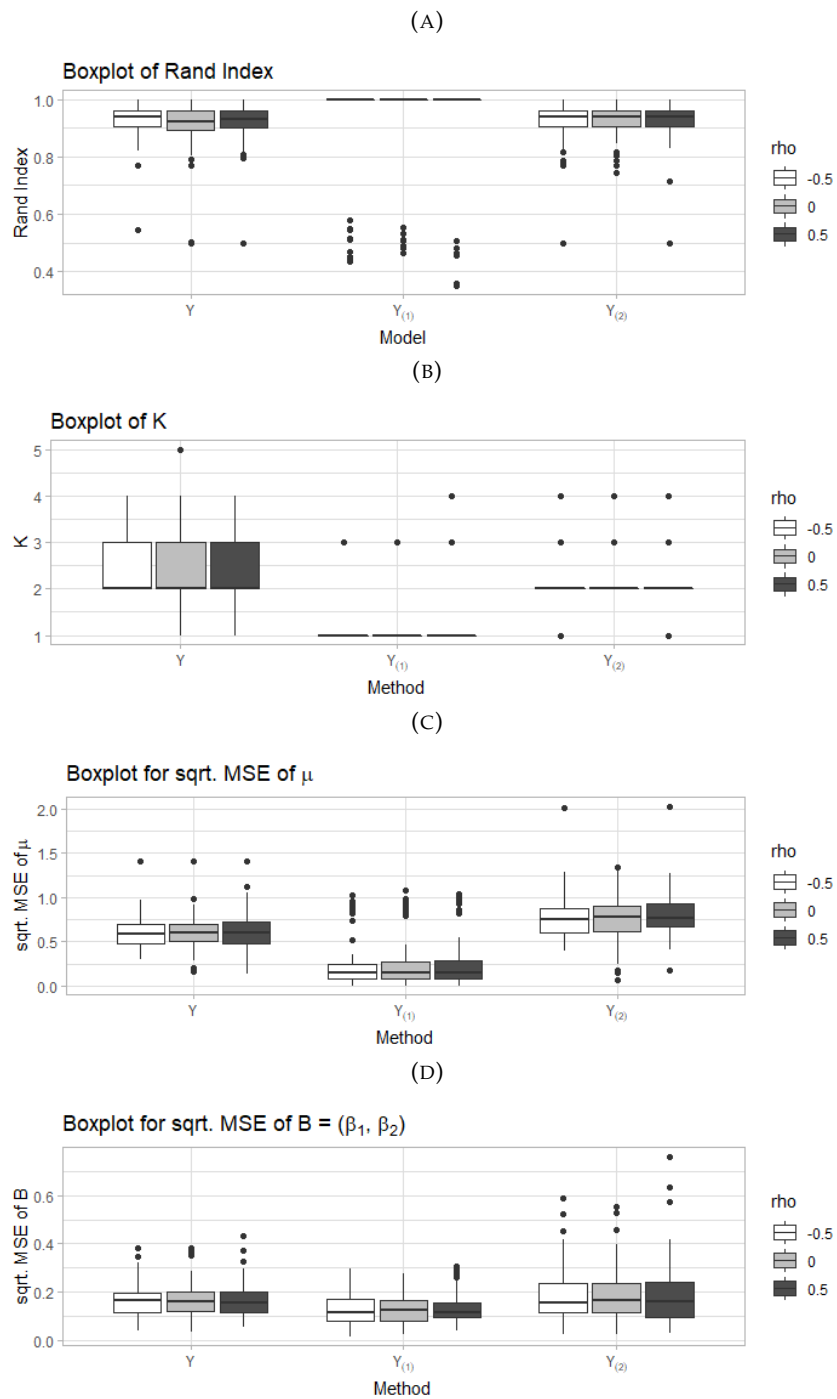 (A)
Boxplot of Rand Index
Rand Index
1.0
0.8
0.6
0.4
Y
Y(1)
Y(2)
Model
rho
-0.5
0
0.5
(B)
Boxplot of K
K
5
4
3
2
1
Y
Y(1)
Y(2)
Method
rho
-0.5
0
0.5
(C)
Boxplot for sqrt. MSE of μ
sqrt. MSE of μ
2.0
1.5
1.0
0.5
0.0
Y
Y(1)
Y(2)
Method
rho
-0.5
0
0.5
(D)
Boxplot for sqrt. MSE of B = (β1, β2)
sqrt. MSE of B
0.6
0.4
0.2
0.0
Y
Y(1)
Y(2)
Method
rho
-0.5
0
0.5